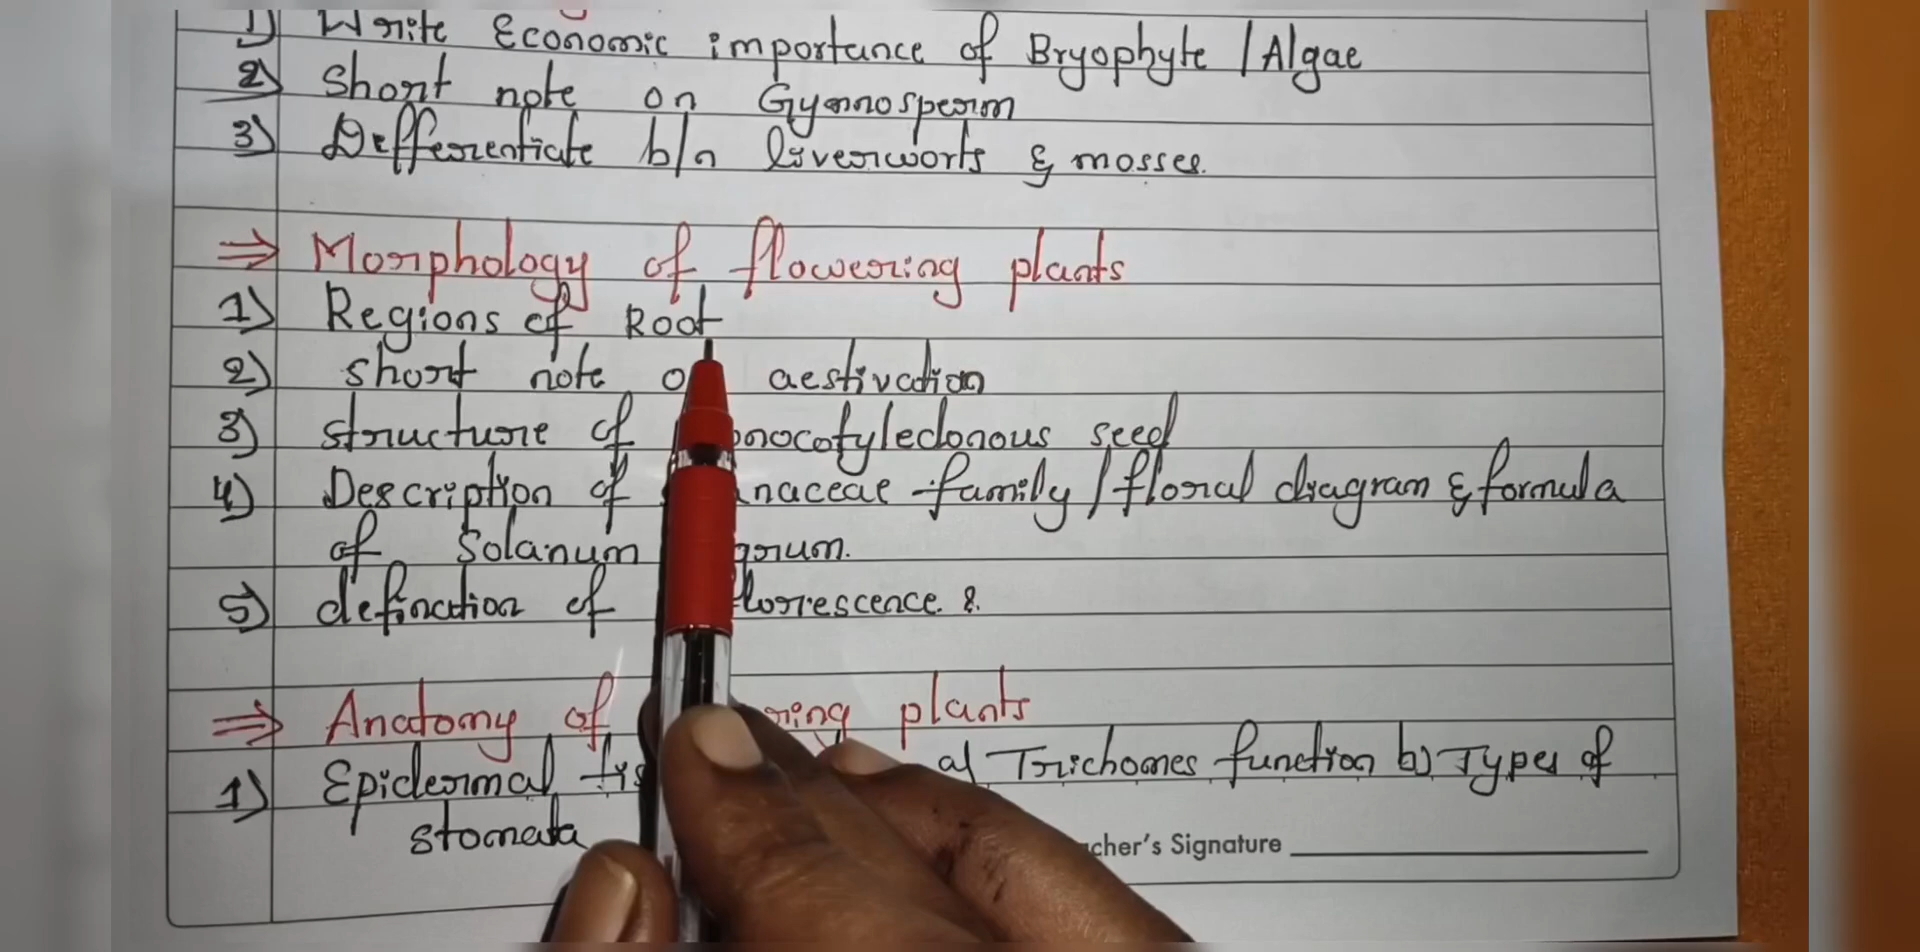 1) Write Economic importance of Bryophyte / Algae
2) Short note on Gymnosperm
3) Defferentiate b/n liverworts & mosses.
⇒ Morphology of flowering plants
1) Regions of Root
2) short note o aestivation
3) structure of onocotyledonous seed
4) Description of naceae family / floral diagram & formula
of Solanum grum.
5) defination of florescence &.
⇒ Anatomy of ring plants
1) Epidermal tis a) Trichomes function b) Types of
stomata
cher's Signature